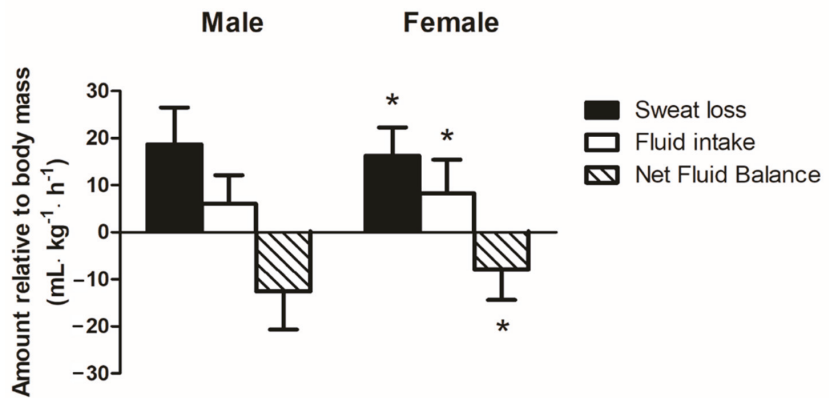 Male Female
Amount relative to body mass
(mL· kg⁻¹· h⁻¹)
30
20
10
0
−10
−20
−30
*
*
*
Sweat loss
Fluid intake
Net Fluid Balance